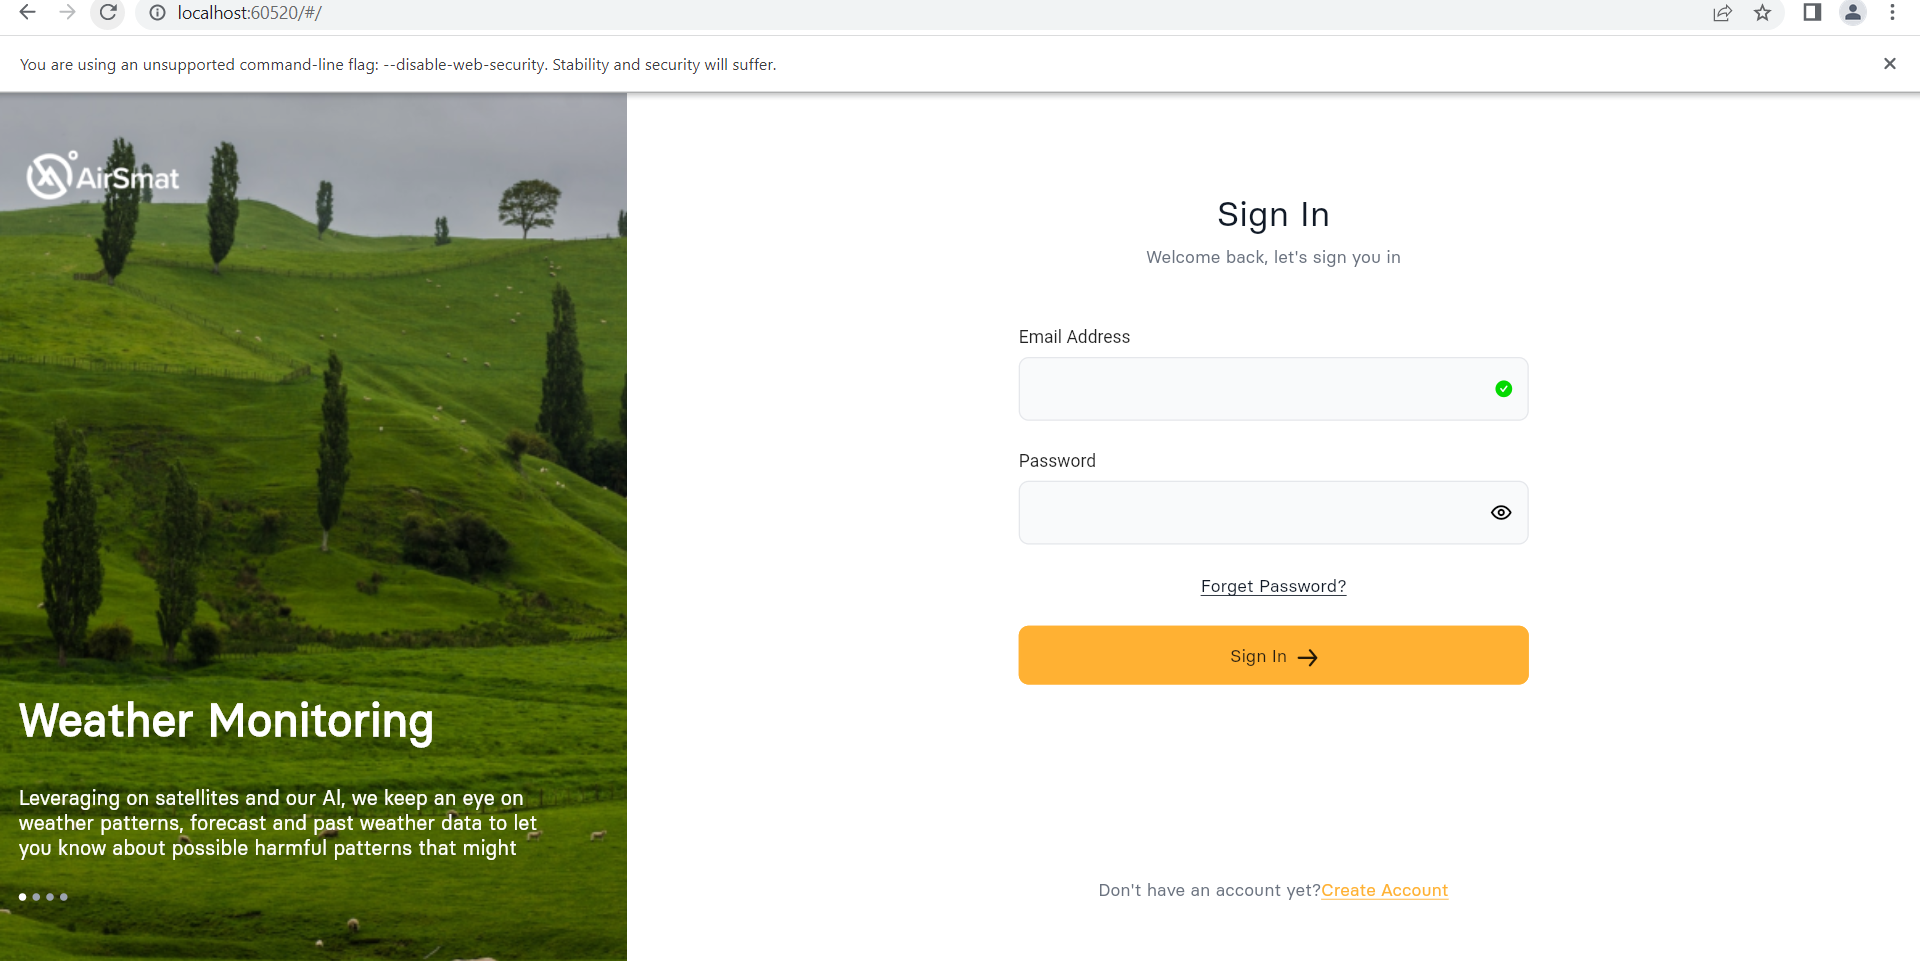 localhost:60520/#/
You are using an unsupported command-line flag: --disable-web-security. Stability and security will suffer.
AirSmat
Weather Monitoring
Leveraging on satellites and our AI, we keep an eye on
weather patterns, forecast and past weather data to let
you know about possible harmful patterns that might
Sign In
Welcome back, let's sign you in
Email Address
Password
Forget Password?
Sign In
Don't have an account yet?Create Account